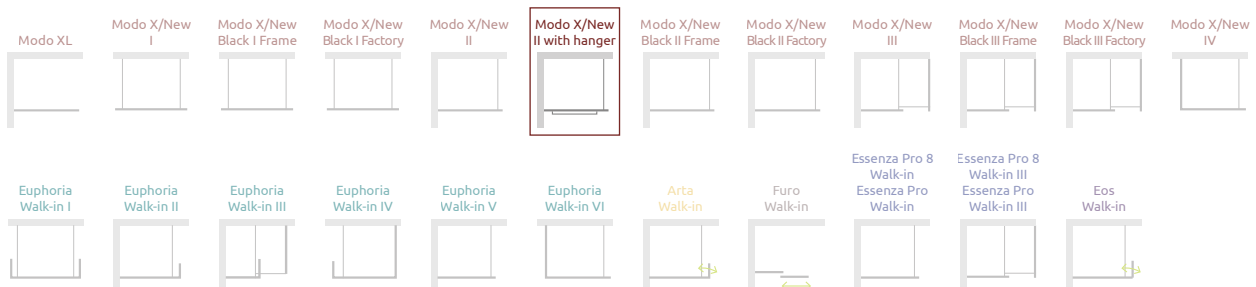 Modo XL
Modo X/New
I
Modo X/New
Black I Frame
Modo X/New
Black I Factory
Modo X/New
II
Modo X/New
II with hanger
Modo X/New
Black II Frame
Modo X/New
Black II Factory
Modo X/New
III
Modo X/New
Black III Frame
Modo X/New
Black III Factory
Modo X/New
IV
Euphoria
Walk-in I
Euphoria
Walk-in II
Euphoria
Walk-in III
Euphoria
Walk-in IV
Euphoria
Walk-in V
Euphoria
Walk-in VI
Arta
Walk-in
Furo
Walk-in
Essenza Pro 8
Walk-in
Essenza Pro
Walk-in
Essenza Pro 8
Walk-in III
Essenza Pro
Walk-in III
Eos
Walk-in